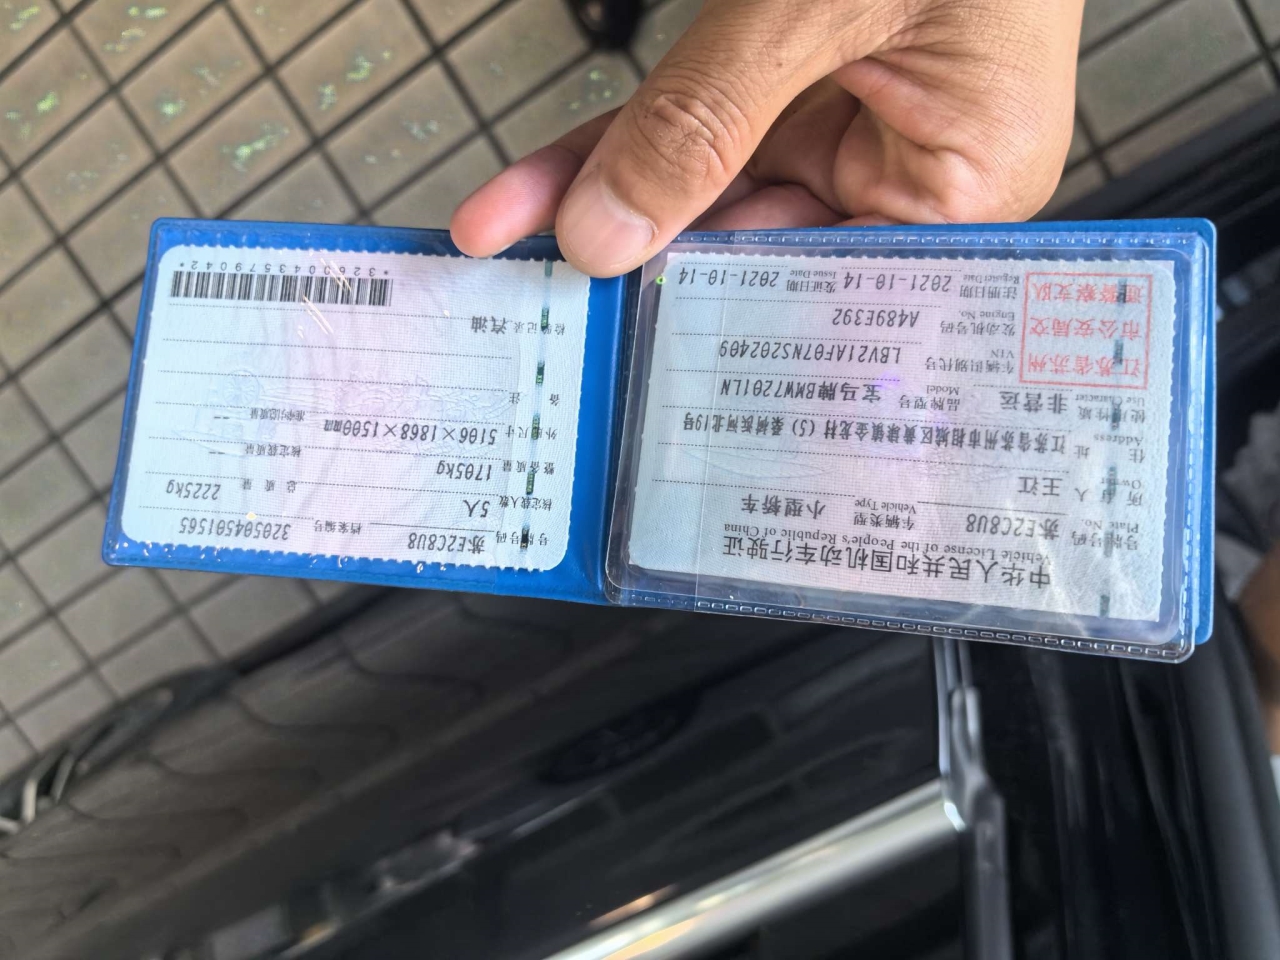 中华人民共和国机动车行驶证
Vehicle License of the People's Republic of China
号牌号码 苏E2C8U8 车辆类型 小型轿车
Plate No. Vehicle Type
所有人 王江
Owner
住址 江苏省苏州市相城区黄埭镇金龙村(5)
Address
使用性质 非营运 品牌型号 宝马牌BMW7201LN
Use Character Model
江苏省苏州
市公安局交
通警察支队
车辆识别代号 LBV21AF07NS202409
VIN
发动机号码 A489E392
Engine No.
注册日期 2021-10-14 发证日期 2021-10-14
Register Date Issue Date
号牌号码 苏E2C8U8 档案编号 320504501565
核定载人数 5人 总质量 2225kg
整备质量 1705kg 核定载质量 --
外廓尺寸 5106×1868×1500mm 准牵引总质量 --
备注
检验记录 汽油
*3260043579042*